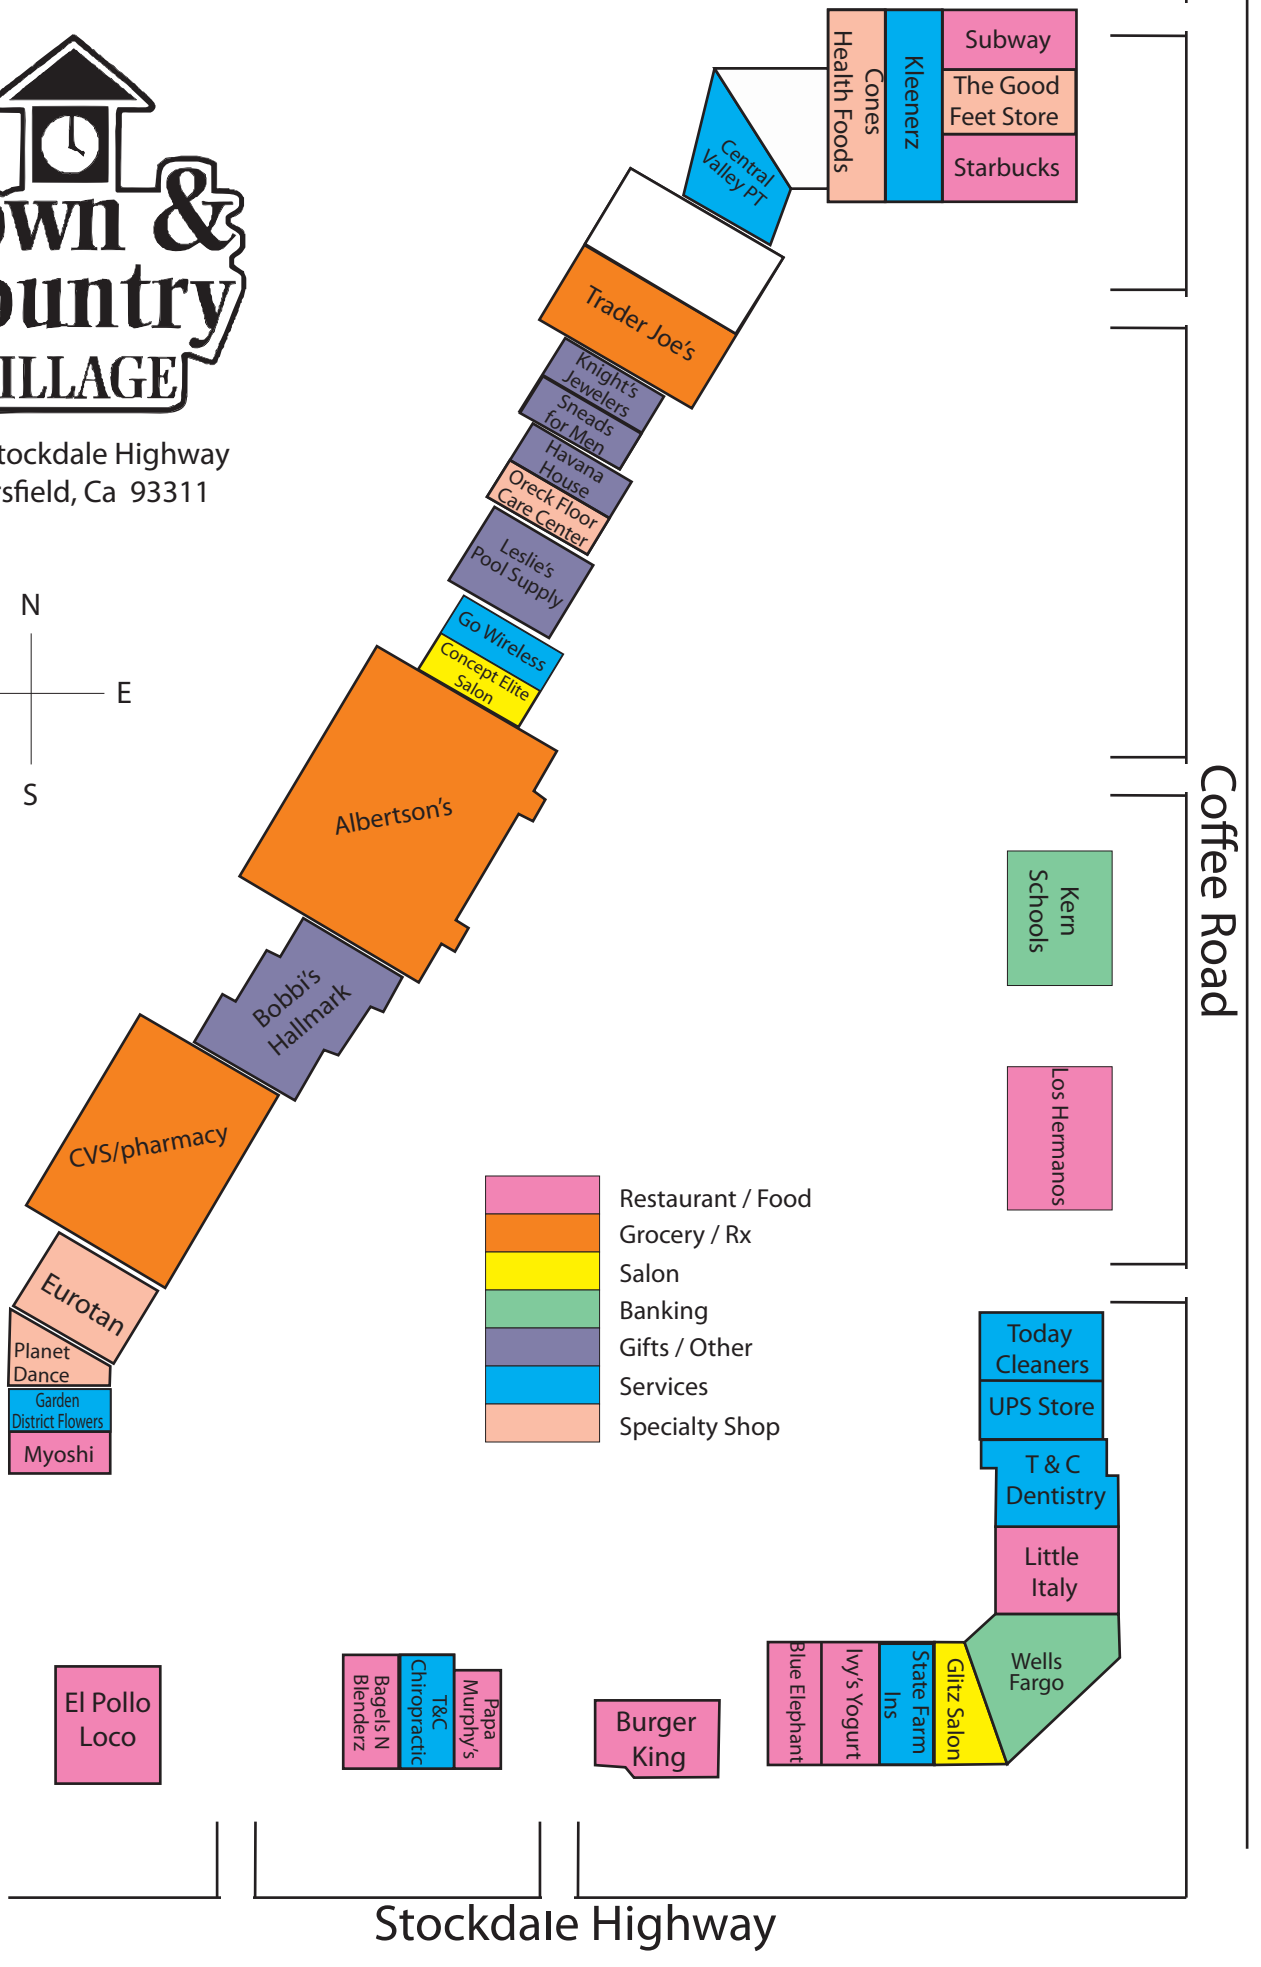 Subway
The Good
Feet Store
Starbucks
Kleenerz
Cones
Health Foods
Central
Valley PT
&
VILLAGE
Stockdale Highway
Ca 93311
Trader Joe's
Knight's
Jewelers
Sneads
for Men
Havana
House
Oreck Floor
Care Center
Leslie's
Pool Supply
Go Wireless
Concept Elite
Salon
N
E
S
Albertson's
Coffee Road
Kern
Schools
Bobbi's
Hallmark
Los Hermanos
CVS/pharmacy
Restaurant / Food
Grocery / Rx
Salon
Banking
Gifts / Other
Services
Specialty Shop
Eurotan
Planet
Dance
Garden
District Flowers
Myoshi
Today
Cleaners
UPS Store
T & C
Dentistry
Little
Italy
Wells
Fargo
Glitz Salon
State Farm
Ins
Ivy's Yogurt
Blue Elephant
Burger
King
Papa
Murphy's
T&C
Chiropractic
Bagels N
Blenderz
El Pollo
Loco
Stockdale Highway